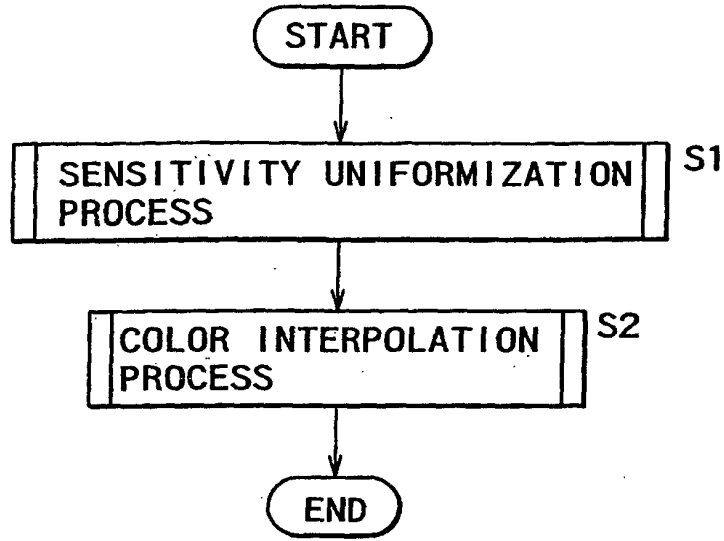 START
SENSITIVITY UNIFORMIZATION S1
PROCESS
COLOR INTERPOLATION S2
PROCESS
END